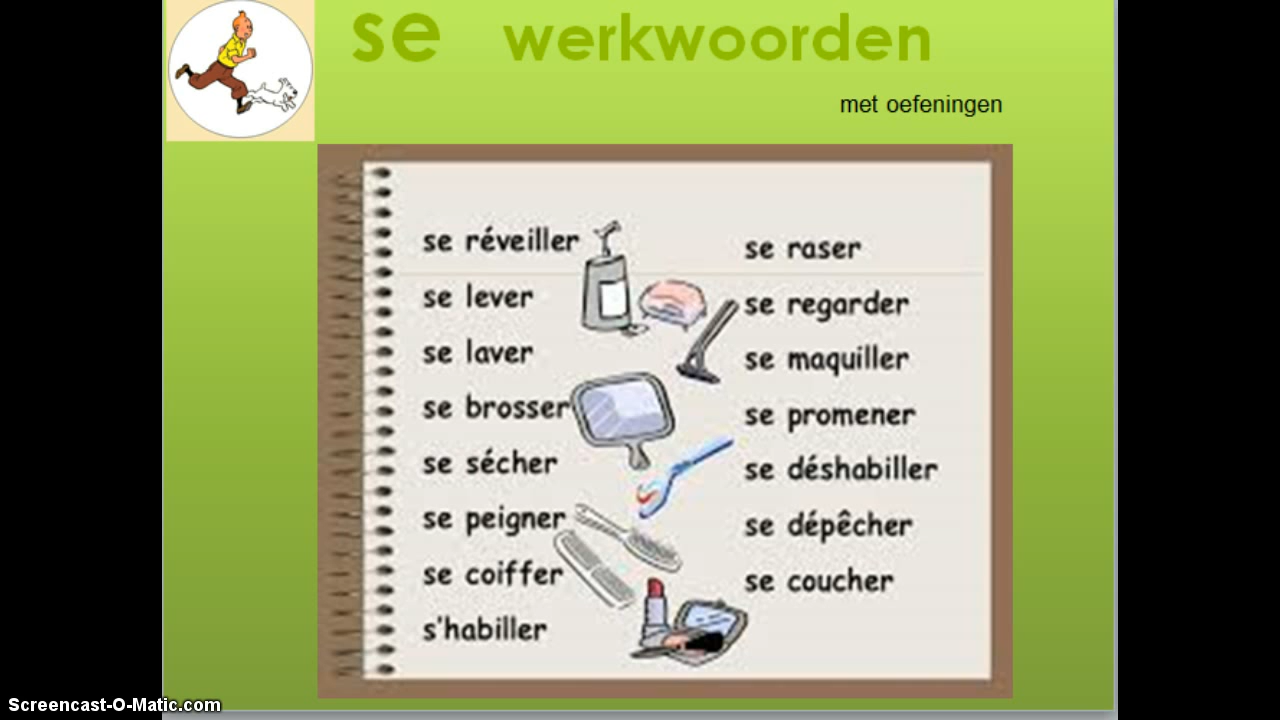 se werkwoorden
met oefeningen
se réveiller
se lever
se laver
se brosser
se sécher
se peigner
se coiffer
s'habiller
se raser
se regarder
se maquiller
se promener
se déshabiller
se dépêcher
se coucher
Screencast-O-Matic.com